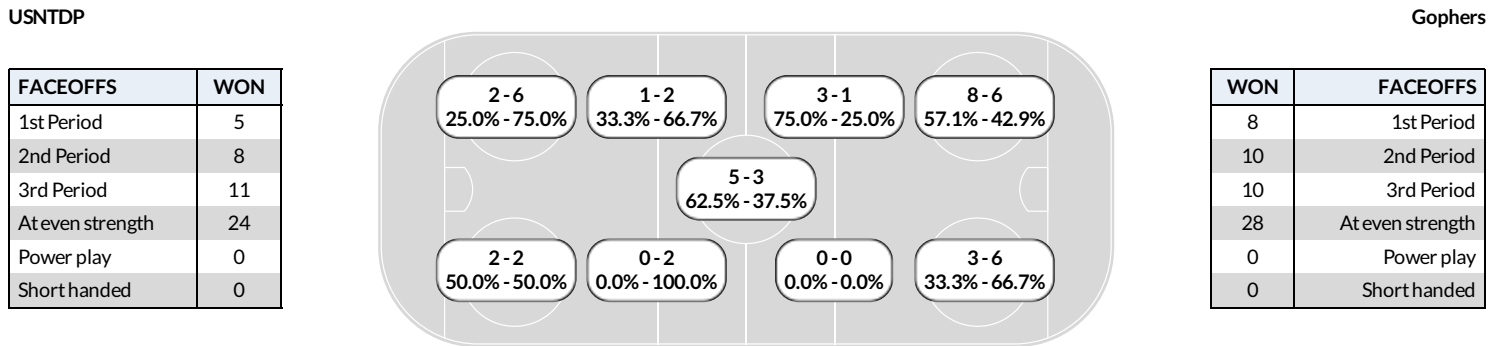 USNTDP
Gophers
FACEOFFS WON
1st Period 5
2nd Period 8
3rd Period 11
At even strength 24
Power play 0
Short handed 0
2 - 6
25.0% - 75.0%
1 - 2
33.3% - 66.7%
3 - 1
75.0% - 25.0%
8 - 6
57.1% - 42.9%
5 - 3
62.5% - 37.5%
2 - 2
50.0% - 50.0%
0 - 2
0.0% - 100.0%
0 - 0
0.0% - 0.0%
3 - 6
33.3% - 66.7%
WON FACEOFFS
8 1st Period
10 2nd Period
10 3rd Period
28 At even strength
0 Power play
0 Short handed